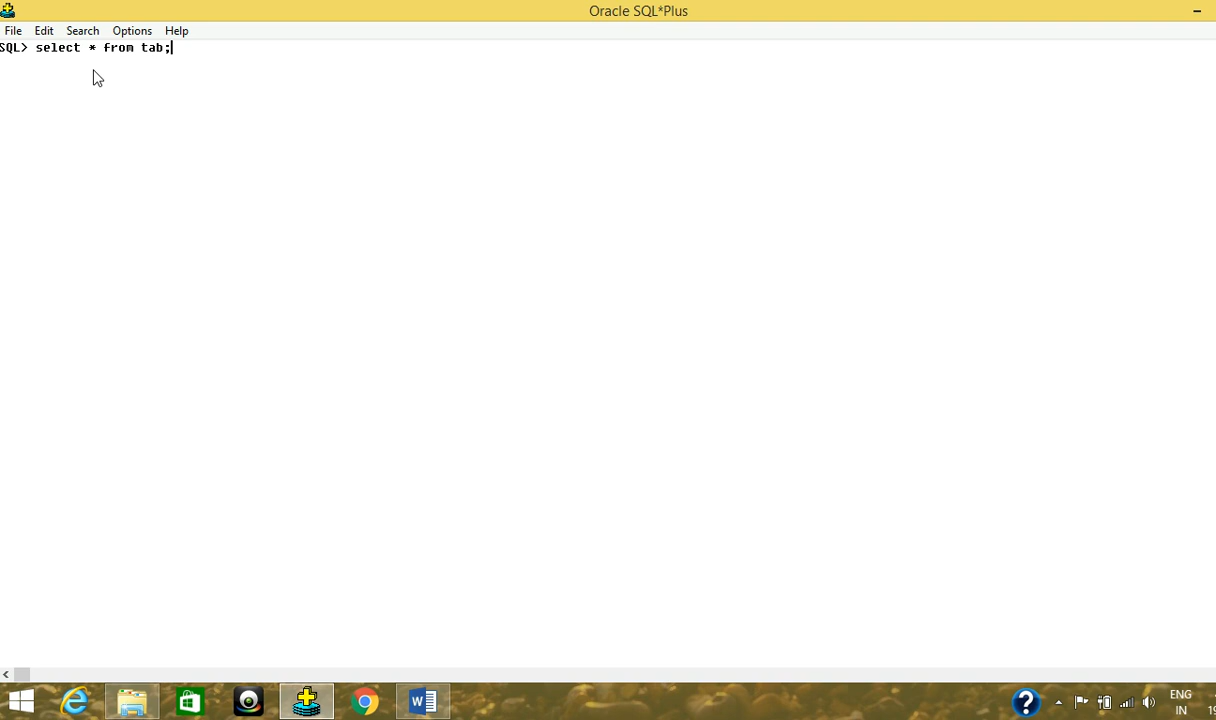 Oracle SQL*Plus
File Edit Search Options Help
SQL> select * from tab;
ENG
IN